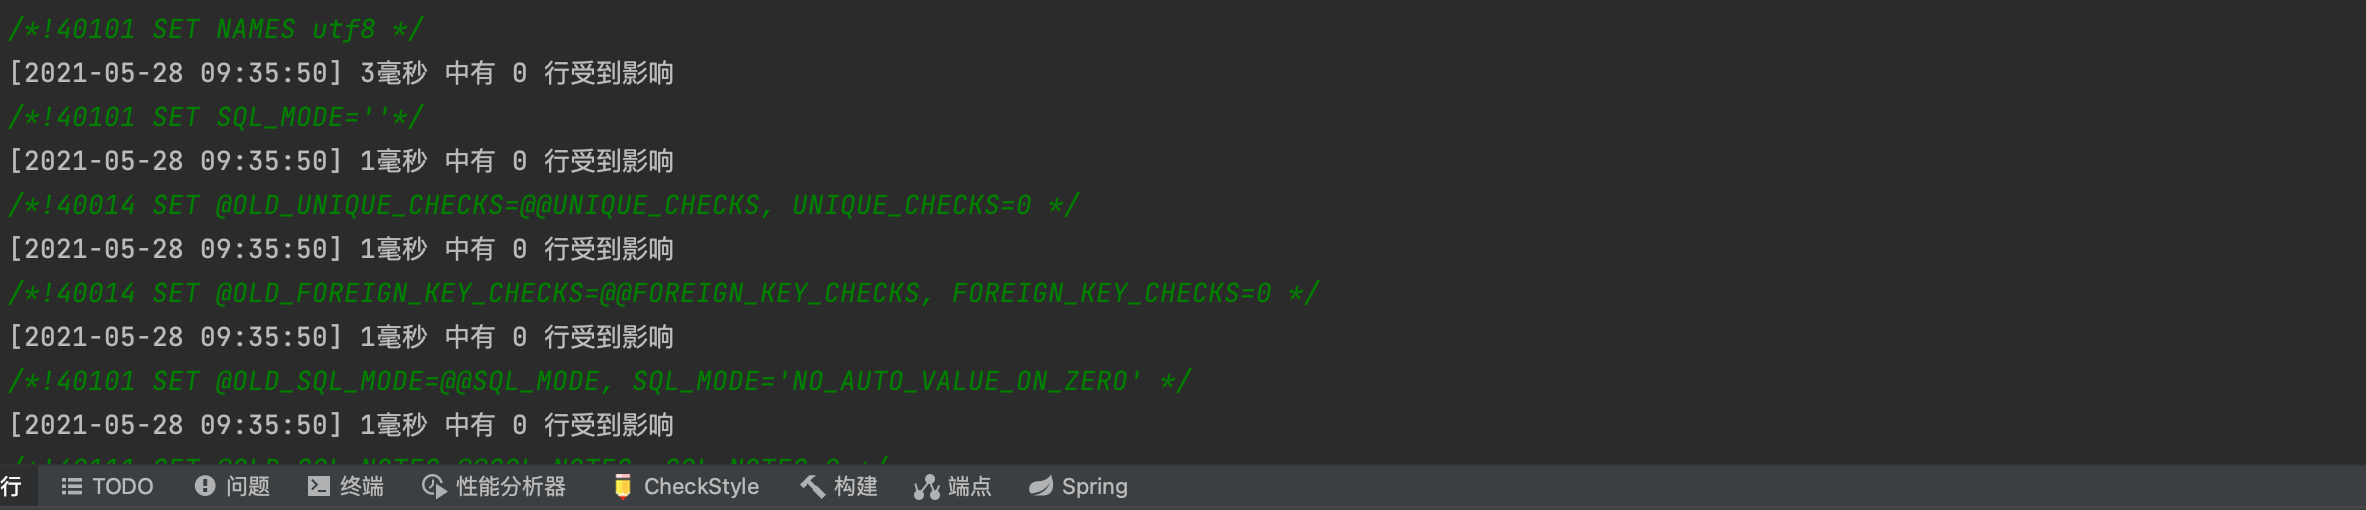 /*!40101 SET NAMES utf8 */
[2021-05-28 09:35:50] 3毫秒 中有 0 行受到影响
/*!40101 SET SQL_MODE=''*/
[2021-05-28 09:35:50] 1毫秒 中有 0 行受到影响
/*!40014 SET @OLD_UNIQUE_CHECKS=@@UNIQUE_CHECKS, UNIQUE_CHECKS=0 */
[2021-05-28 09:35:50] 1毫秒 中有 0 行受到影响
/*!40014 SET @OLD_FOREIGN_KEY_CHECKS=@@FOREIGN_KEY_CHECKS, FOREIGN_KEY_CHECKS=0 */
[2021-05-28 09:35:50] 1毫秒 中有 0 行受到影响
/*!40101 SET @OLD_SQL_MODE=@@SQL_MODE, SQL_MODE='NO_AUTO_VALUE_ON_ZERO' */
[2021-05-28 09:35:50] 1毫秒 中有 0 行受到影响
/*!40111 SET @OLD_SQL_NOTES=@@SQL_NOTES, SQL_NOTES=0 */
行 TODO 问题 终端 性能分析器 CheckStyle 构建 端点 Spring